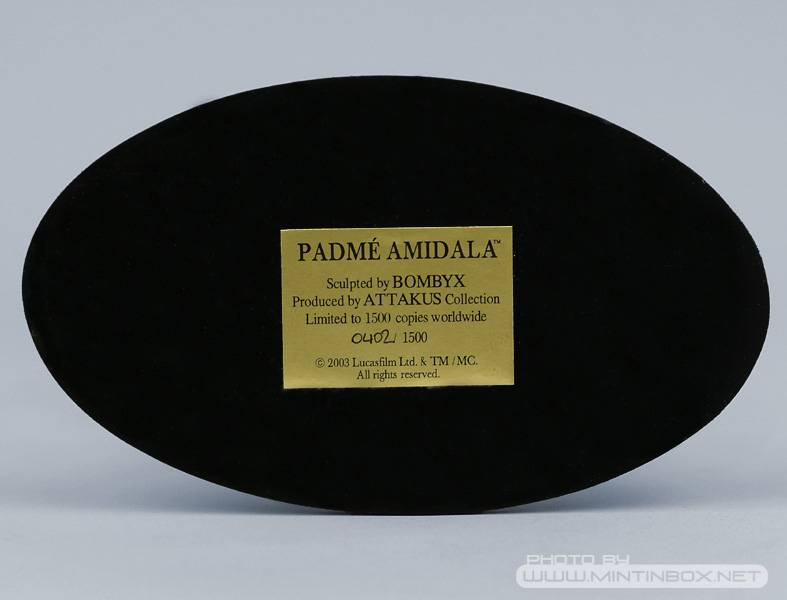 PADMÉ AMIDALA™
Sculpted by BOMBYX
Produced by ATTAKUS Collection
Limited to 1500 copies worldwide
0402/ 1500
© 2003 Lucasfilm Ltd. & TM / MC.
All rights reserved.
PHOTO BY
WWW.MINTINBOX.NET